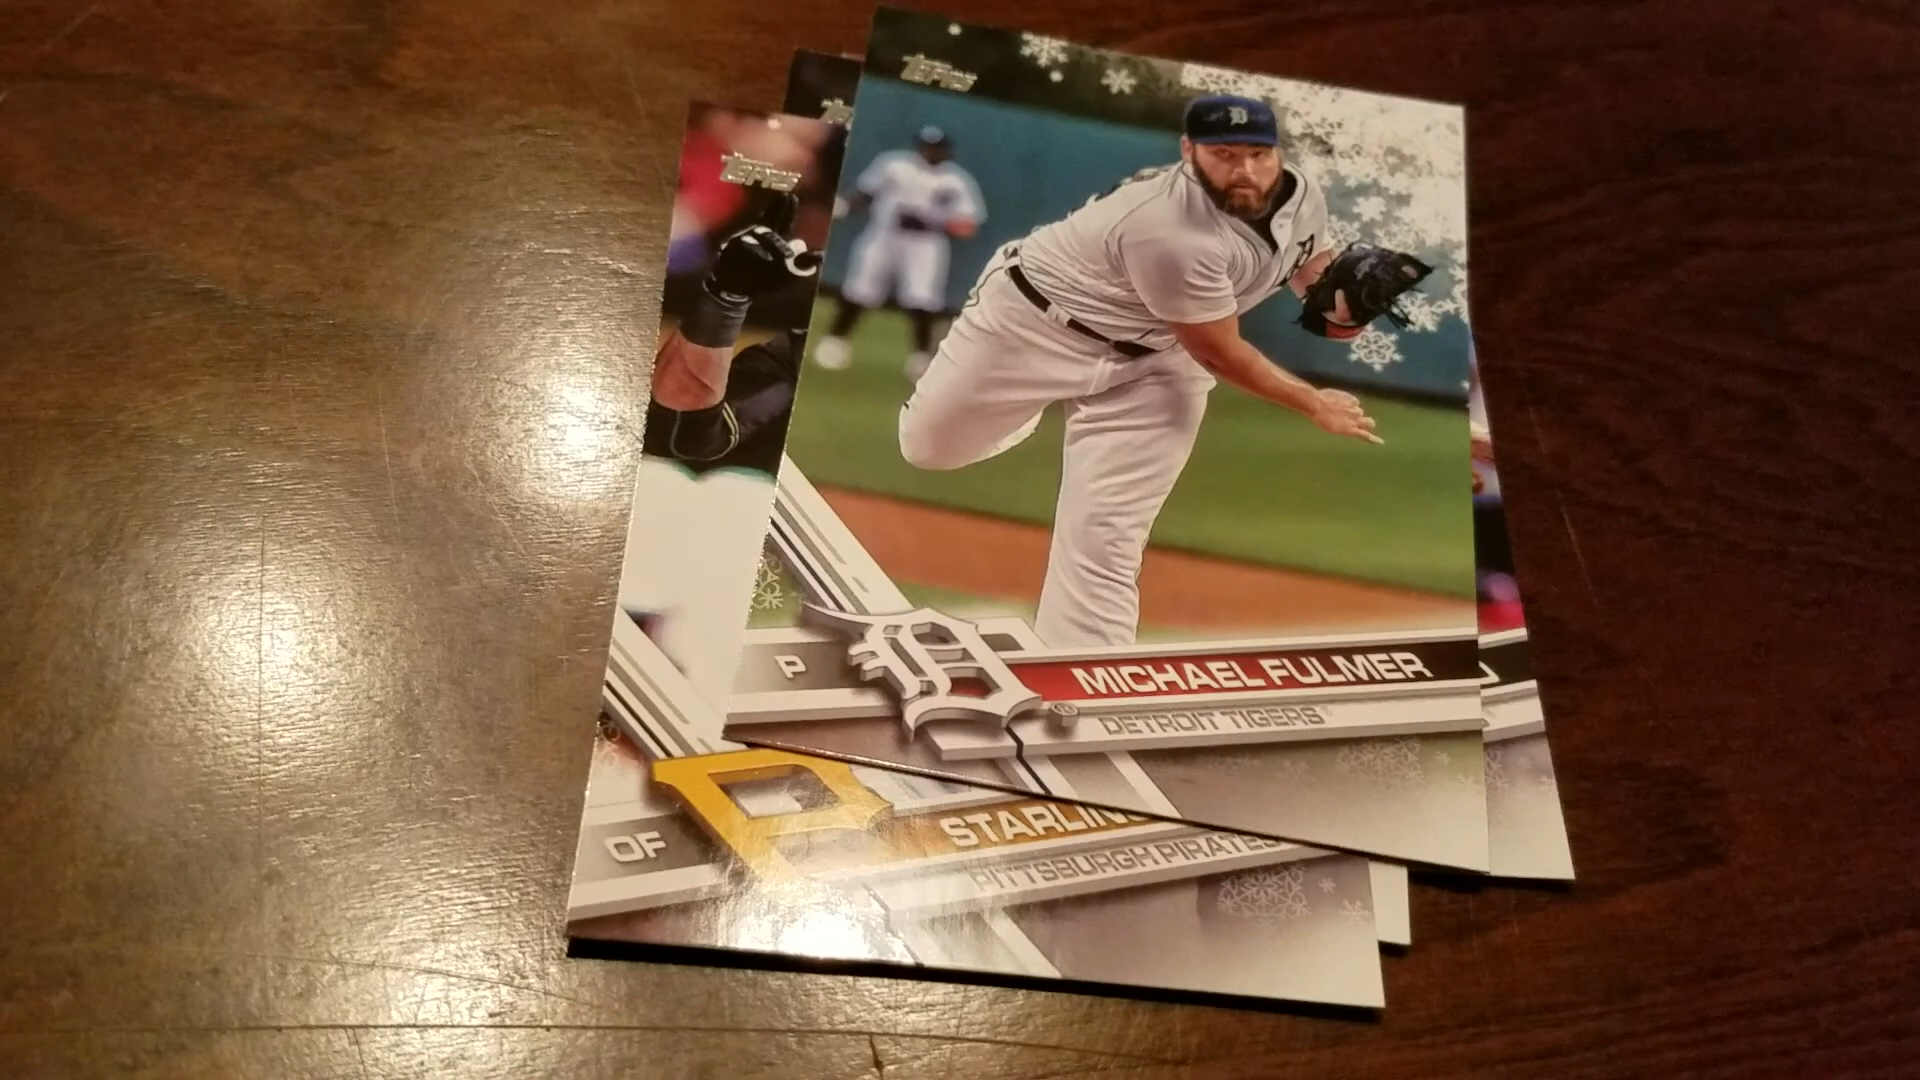 Topps
Topps
P
MICHAEL FULMER
DETROIT TIGERS
OF
STARLIN
PITTSBURGH PIRATES